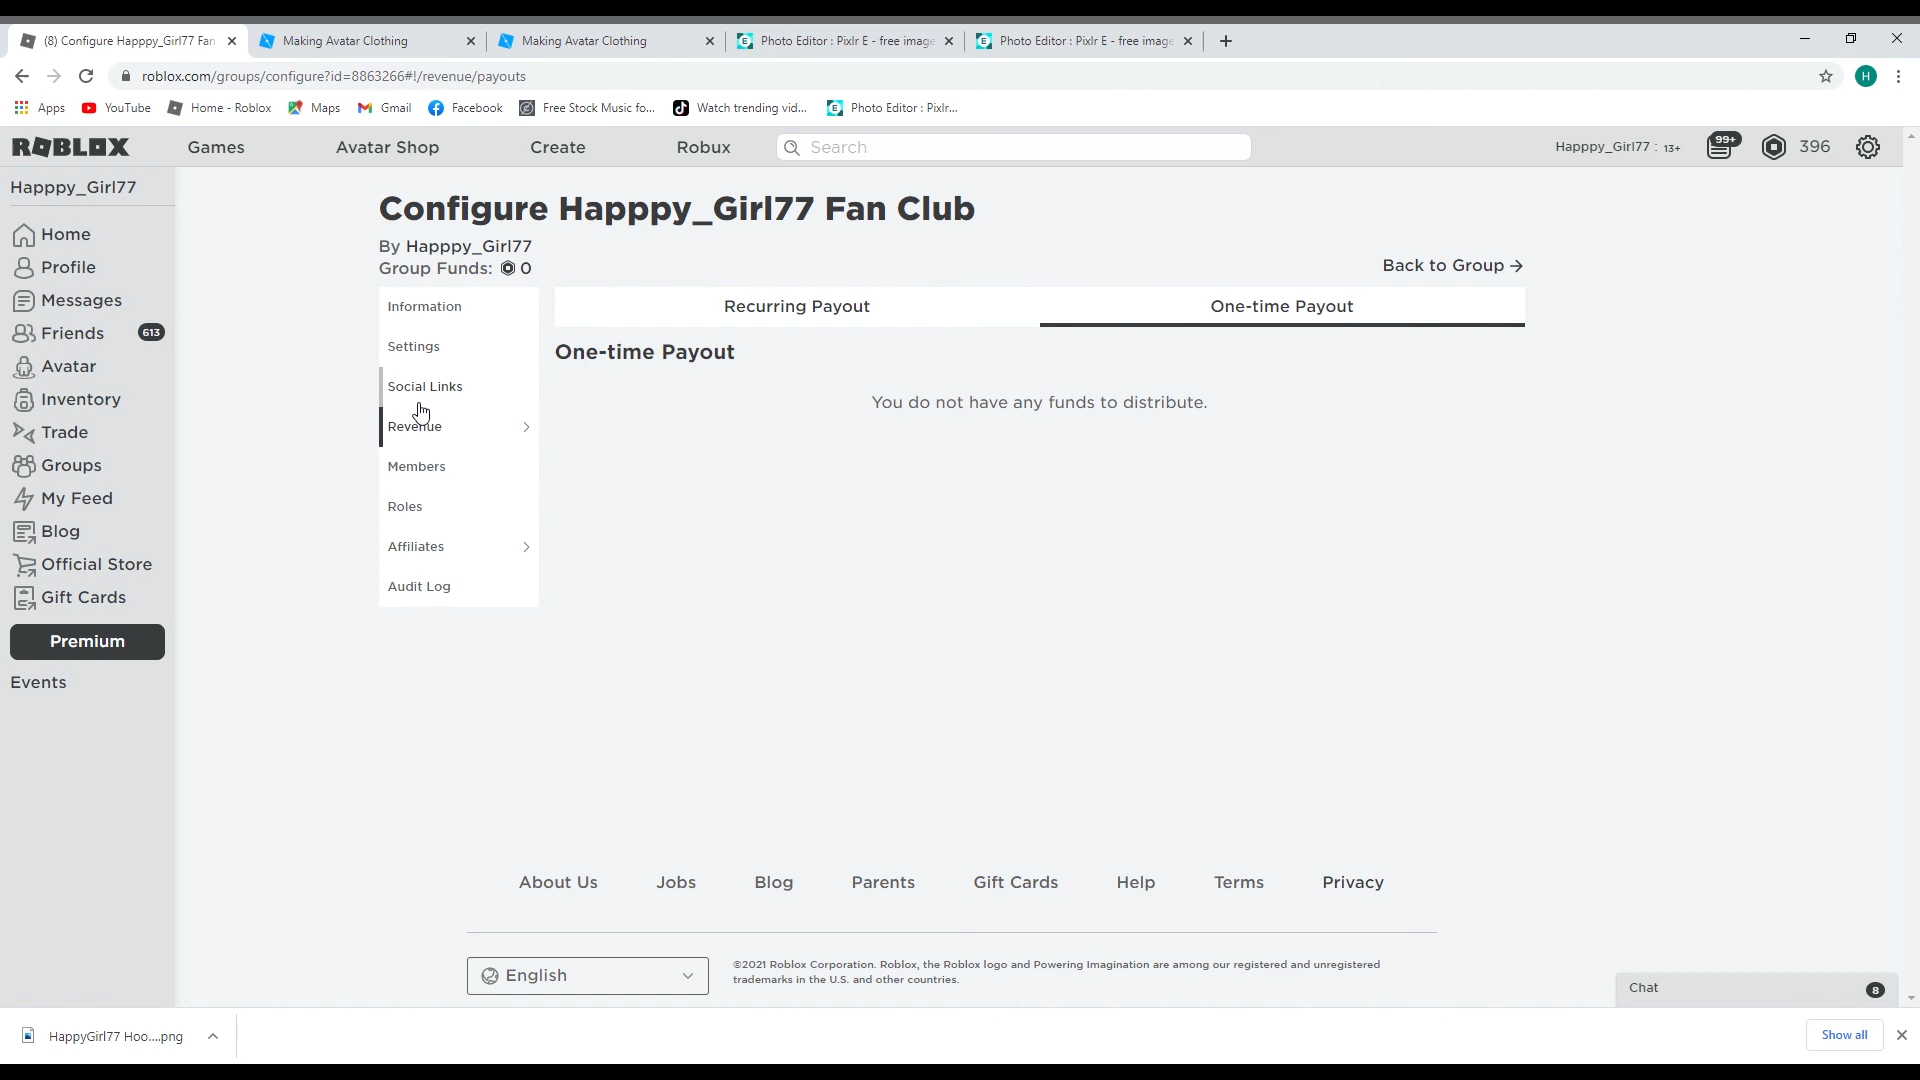 (8) Configure Happpy_Girl77 Fan
Making Avatar Clothing
Making Avatar Clothing
Photo Editor : Pixlr E - free image
Photo Editor : Pixlr E - free image
roblox.com/groups/configure?id=8863266#!/revenue/payouts
H
Apps
YouTube
Home - Roblox
Maps
Gmail
Facebook
Free Stock Music fo...
Watch trending vid...
Photo Editor : Pixlr...
ROBLOX
Games
Avatar Shop
Create
Robux
Search
Happpy_Girl77 : 13+
99+
396
Happpy_Girl77
Home
Profile
Messages
Friends 613
Avatar
Inventory
Trade
Groups
My Feed
Blog
Official Store
Gift Cards
Premium
Events
Configure Happpy_Girl77 Fan Club
By Happpy_Girl77
Group Funds: 0
Back to Group
Information
Settings
Social Links
Revenue
Members
Roles
Affiliates
Audit Log
Recurring Payout
One-time Payout
One-time Payout
You do not have any funds to distribute.
About Us
Jobs
Blog
Parents
Gift Cards
Help
Terms
Privacy
English
©2021 Roblox Corporation. Roblox, the Roblox logo and Powering Imagination are among our registered and unregistered
trademarks in the U.S. and other countries.
Chat 8
HappyGirl77 Hoo....png
Show all